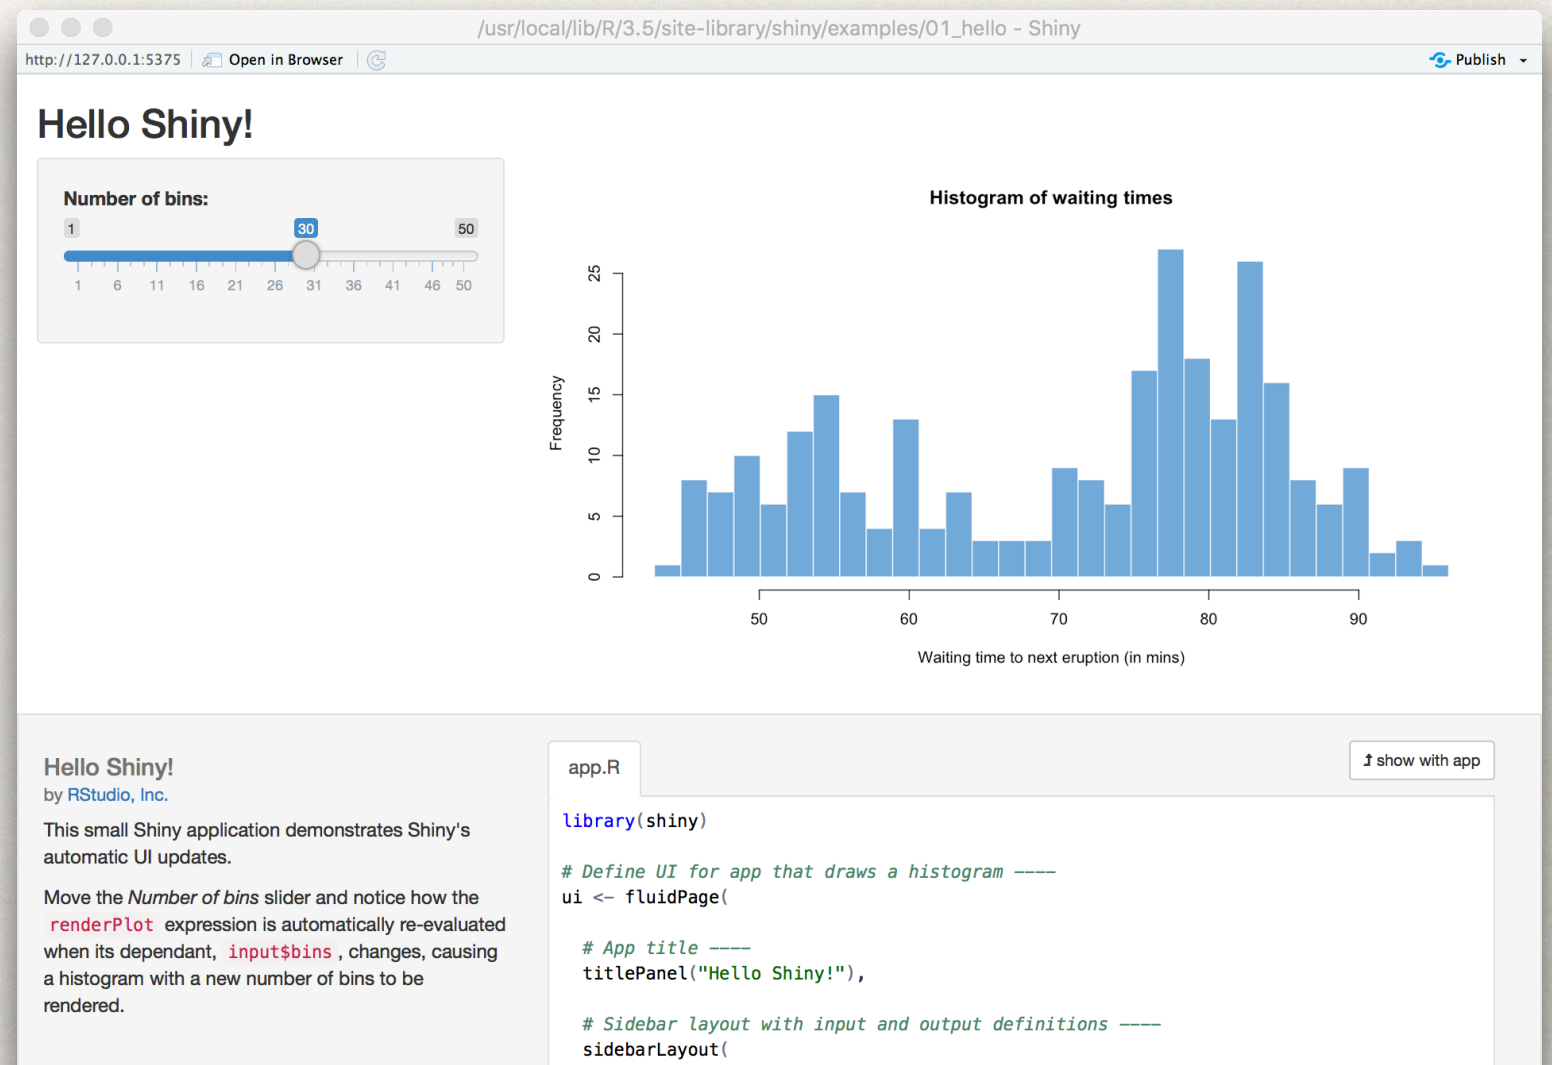 /usr/local/lib/R/3.5/site-library/shiny/examples/01_hello - Shiny
http://127.0.0.1:5375 Open in Browser Publish
Hello Shiny!
Number of bins:
1 30 50
1 6 11 16 21 26 31 36 41 46 50
Histogram of waiting times
Frequency
25
20
15
10
5
0
50 60 70 80 90
Waiting time to next eruption (in mins)
Hello Shiny!
by RStudio, Inc.
This small Shiny application demonstrates Shiny's
automatic UI updates.
Move the Number of bins slider and notice how the
renderPlot expression is automatically re-evaluated
when its dependant, input$bins , changes, causing
a histogram with a new number of bins to be
rendered.
app.R
show with app
library(shiny)
# Define UI for app that draws a histogram ----
ui <- fluidPage(
# App title ----
titlePanel("Hello Shiny!"),
# Sidebar layout with input and output definitions ----
sidebarLayout(